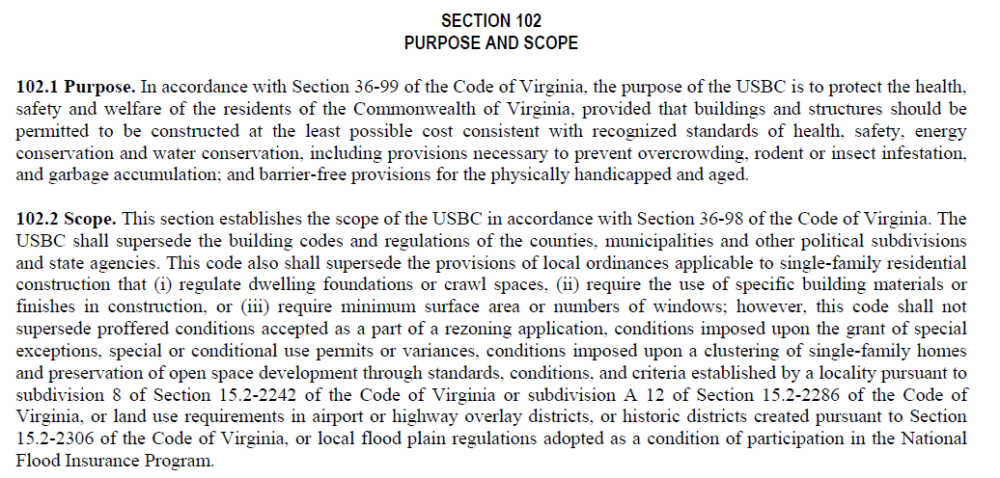 SECTION 102
PURPOSE AND SCOPE
102.1 Purpose. In accordance with Section 36-99 of the Code of Virginia, the purpose of the USBC is to protect the health,
safety and welfare of the residents of the Commonwealth of Virginia, provided that buildings and structures should be
permitted to be constructed at the least possible cost consistent with recognized standards of health, safety, energy
conservation and water conservation, including provisions necessary to prevent overcrowding, rodent or insect infestation,
and garbage accumulation; and barrier-free provisions for the physically handicapped and aged.
102.2 Scope. This section establishes the scope of the USBC in accordance with Section 36-98 of the Code of Virginia. The
USBC shall supersede the building codes and regulations of the counties, municipalities and other political subdivisions
and state agencies. This code also shall supersede the provisions of local ordinances applicable to single-family residential
construction that (i) regulate dwelling foundations or crawl spaces, (ii) require the use of specific building materials or
finishes in construction, or (iii) require minimum surface area or numbers of windows; however, this code shall not
supersede proffered conditions accepted as a part of a rezoning application, conditions imposed upon the grant of special
exceptions, special or conditional use permits or variances, conditions imposed upon a clustering of single-family homes
and preservation of open space development through standards, conditions, and criteria established by a locality pursuant to
subdivision 8 of Section 15.2-2242 of the Code of Virginia or subdivision A 12 of Section 15.2-2286 of the Code of
Virginia, or land use requirements in airport or highway overlay districts, or historic districts created pursuant to Section
15.2-2306 of the Code of Virginia, or local flood plain regulations adopted as a condition of participation in the National
Flood Insurance Program.